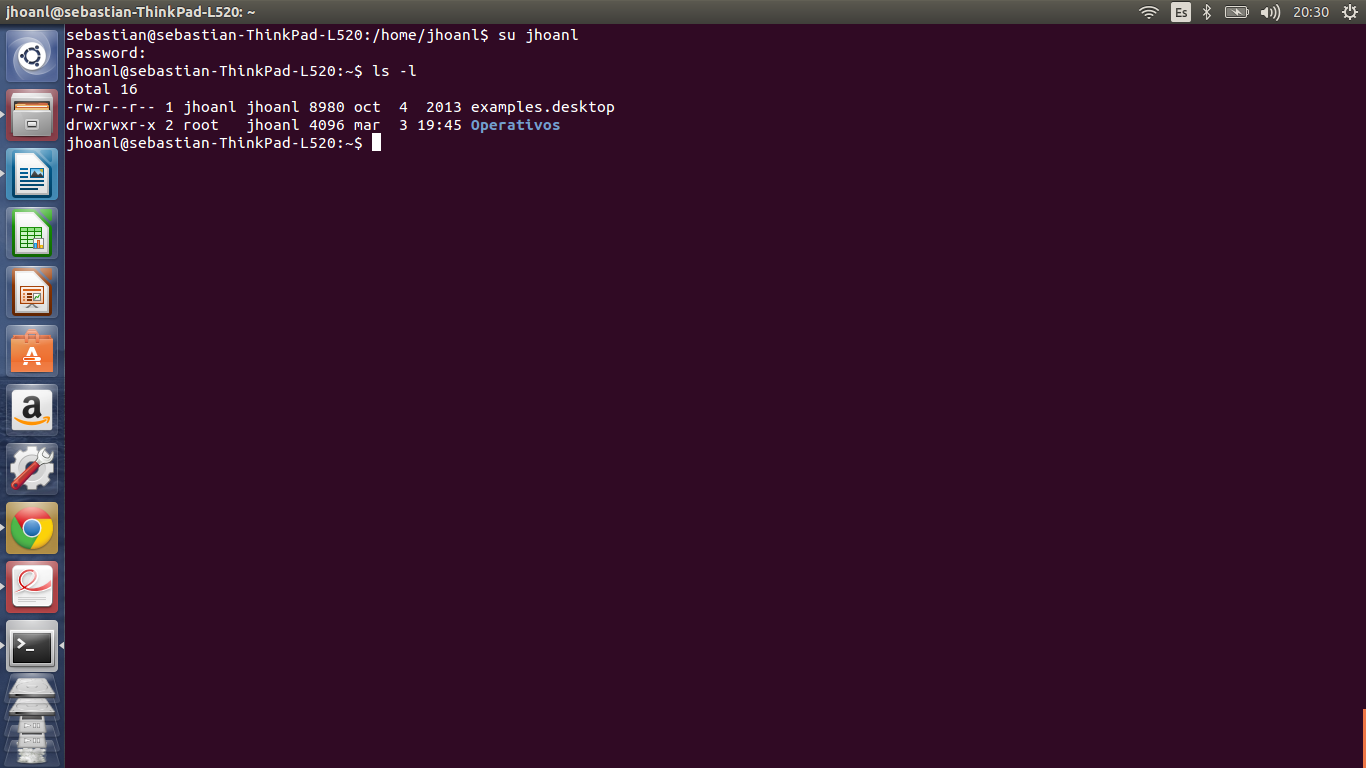 jhoanl@sebastian-ThinkPad-L520: ~
Es
20:30
sebastian@sebastian-ThinkPad-L520:/home/jhoanl$ su jhoanl
Password:
jhoanl@sebastian-ThinkPad-L520:~$ ls -l
total 16
-rw-r--r-- 1 jhoanl jhoanl 8980 oct  4  2013 examples.desktop
drwxrwxr-x 2 root   jhoanl 4096 mar  3 19:45 Operativos
jhoanl@sebastian-ThinkPad-L520:~$